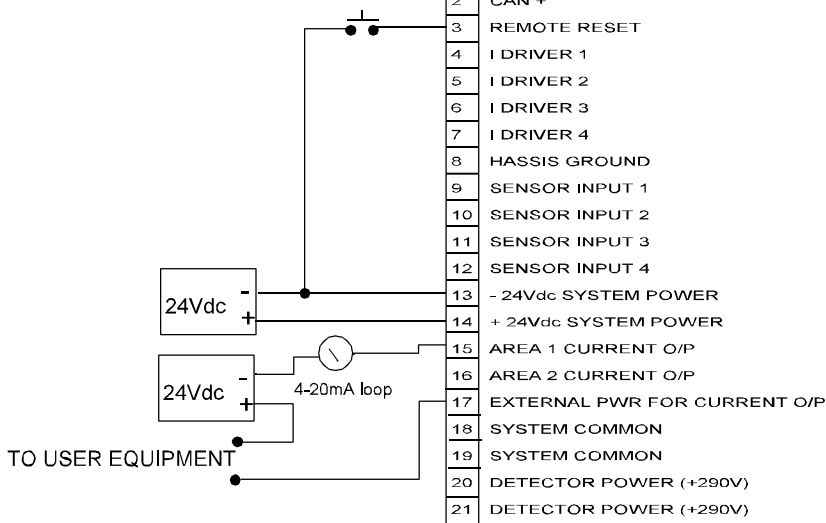 2 CAN +
3 REMOTE RESET
4 I DRIVER 1
5 I DRIVER 2
6 I DRIVER 3
7 I DRIVER 4
8 HASSIS GROUND
9 SENSOR INPUT 1
10 SENSOR INPUT 2
11 SENSOR INPUT 3
12 SENSOR INPUT 4
24Vdc - +
13 - 24Vdc SYSTEM POWER
14 + 24Vdc SYSTEM POWER
15 AREA 1 CURRENT O/P
16 AREA 2 CURRENT O/P
24Vdc - +
4-20mA loop
17 EXTERNAL PWR FOR CURRENT O/P
18 SYSTEM COMMON
TO USER EQUIPMENT
19 SYSTEM COMMON
20 DETECTOR POWER (+290V)
21 DETECTOR POWER (+290V)